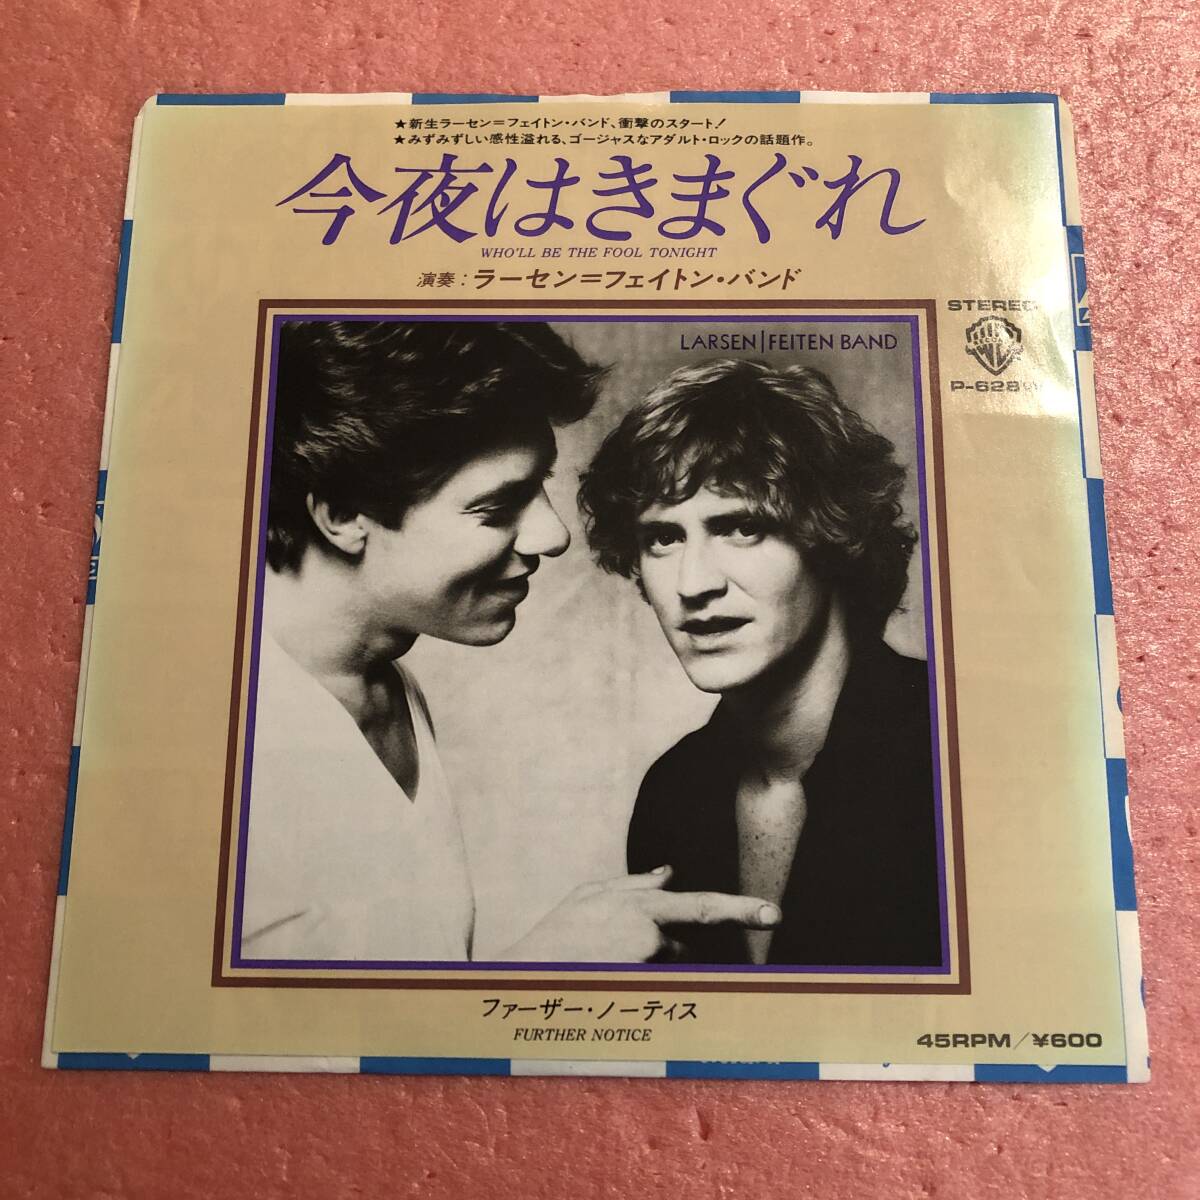 ★新生ラーセン=フェイトン・バンド、衝撃のスタート!
★みずみずしい感性溢れる、ゴージャスなアダルト・ロックの話題作。
今夜はきまぐれ
WHO'LL BE THE FOOL TONIGHT
演奏:ラーセン=フェイトン・バンド
STEREO
LARSEN|FEITEN BAND
ファーザー・ノーティス
FURTHER NOTICE
45RPM/¥600